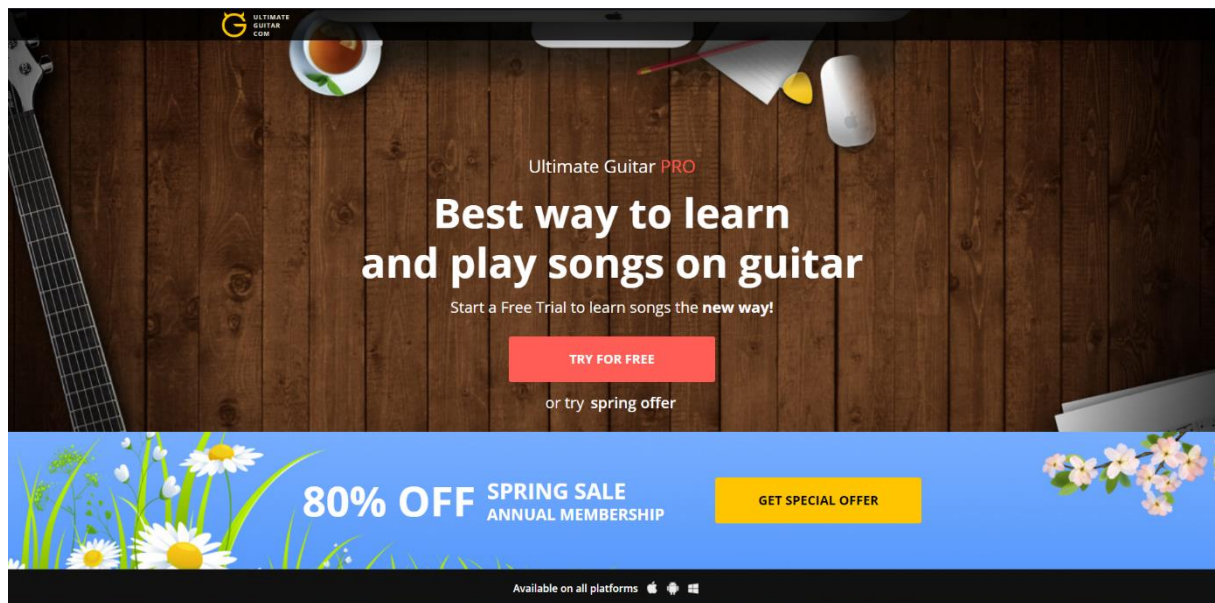 ULTIMATE
GUITAR
COM
Ultimate Guitar PRO
Best way to learn
and play songs on guitar
Start a Free Trial to learn songs the new way!
TRY FOR FREE
or try spring offer
80% OFF
SPRING SALE
ANNUAL MEMBERSHIP
GET SPECIAL OFFER
Available on all platforms